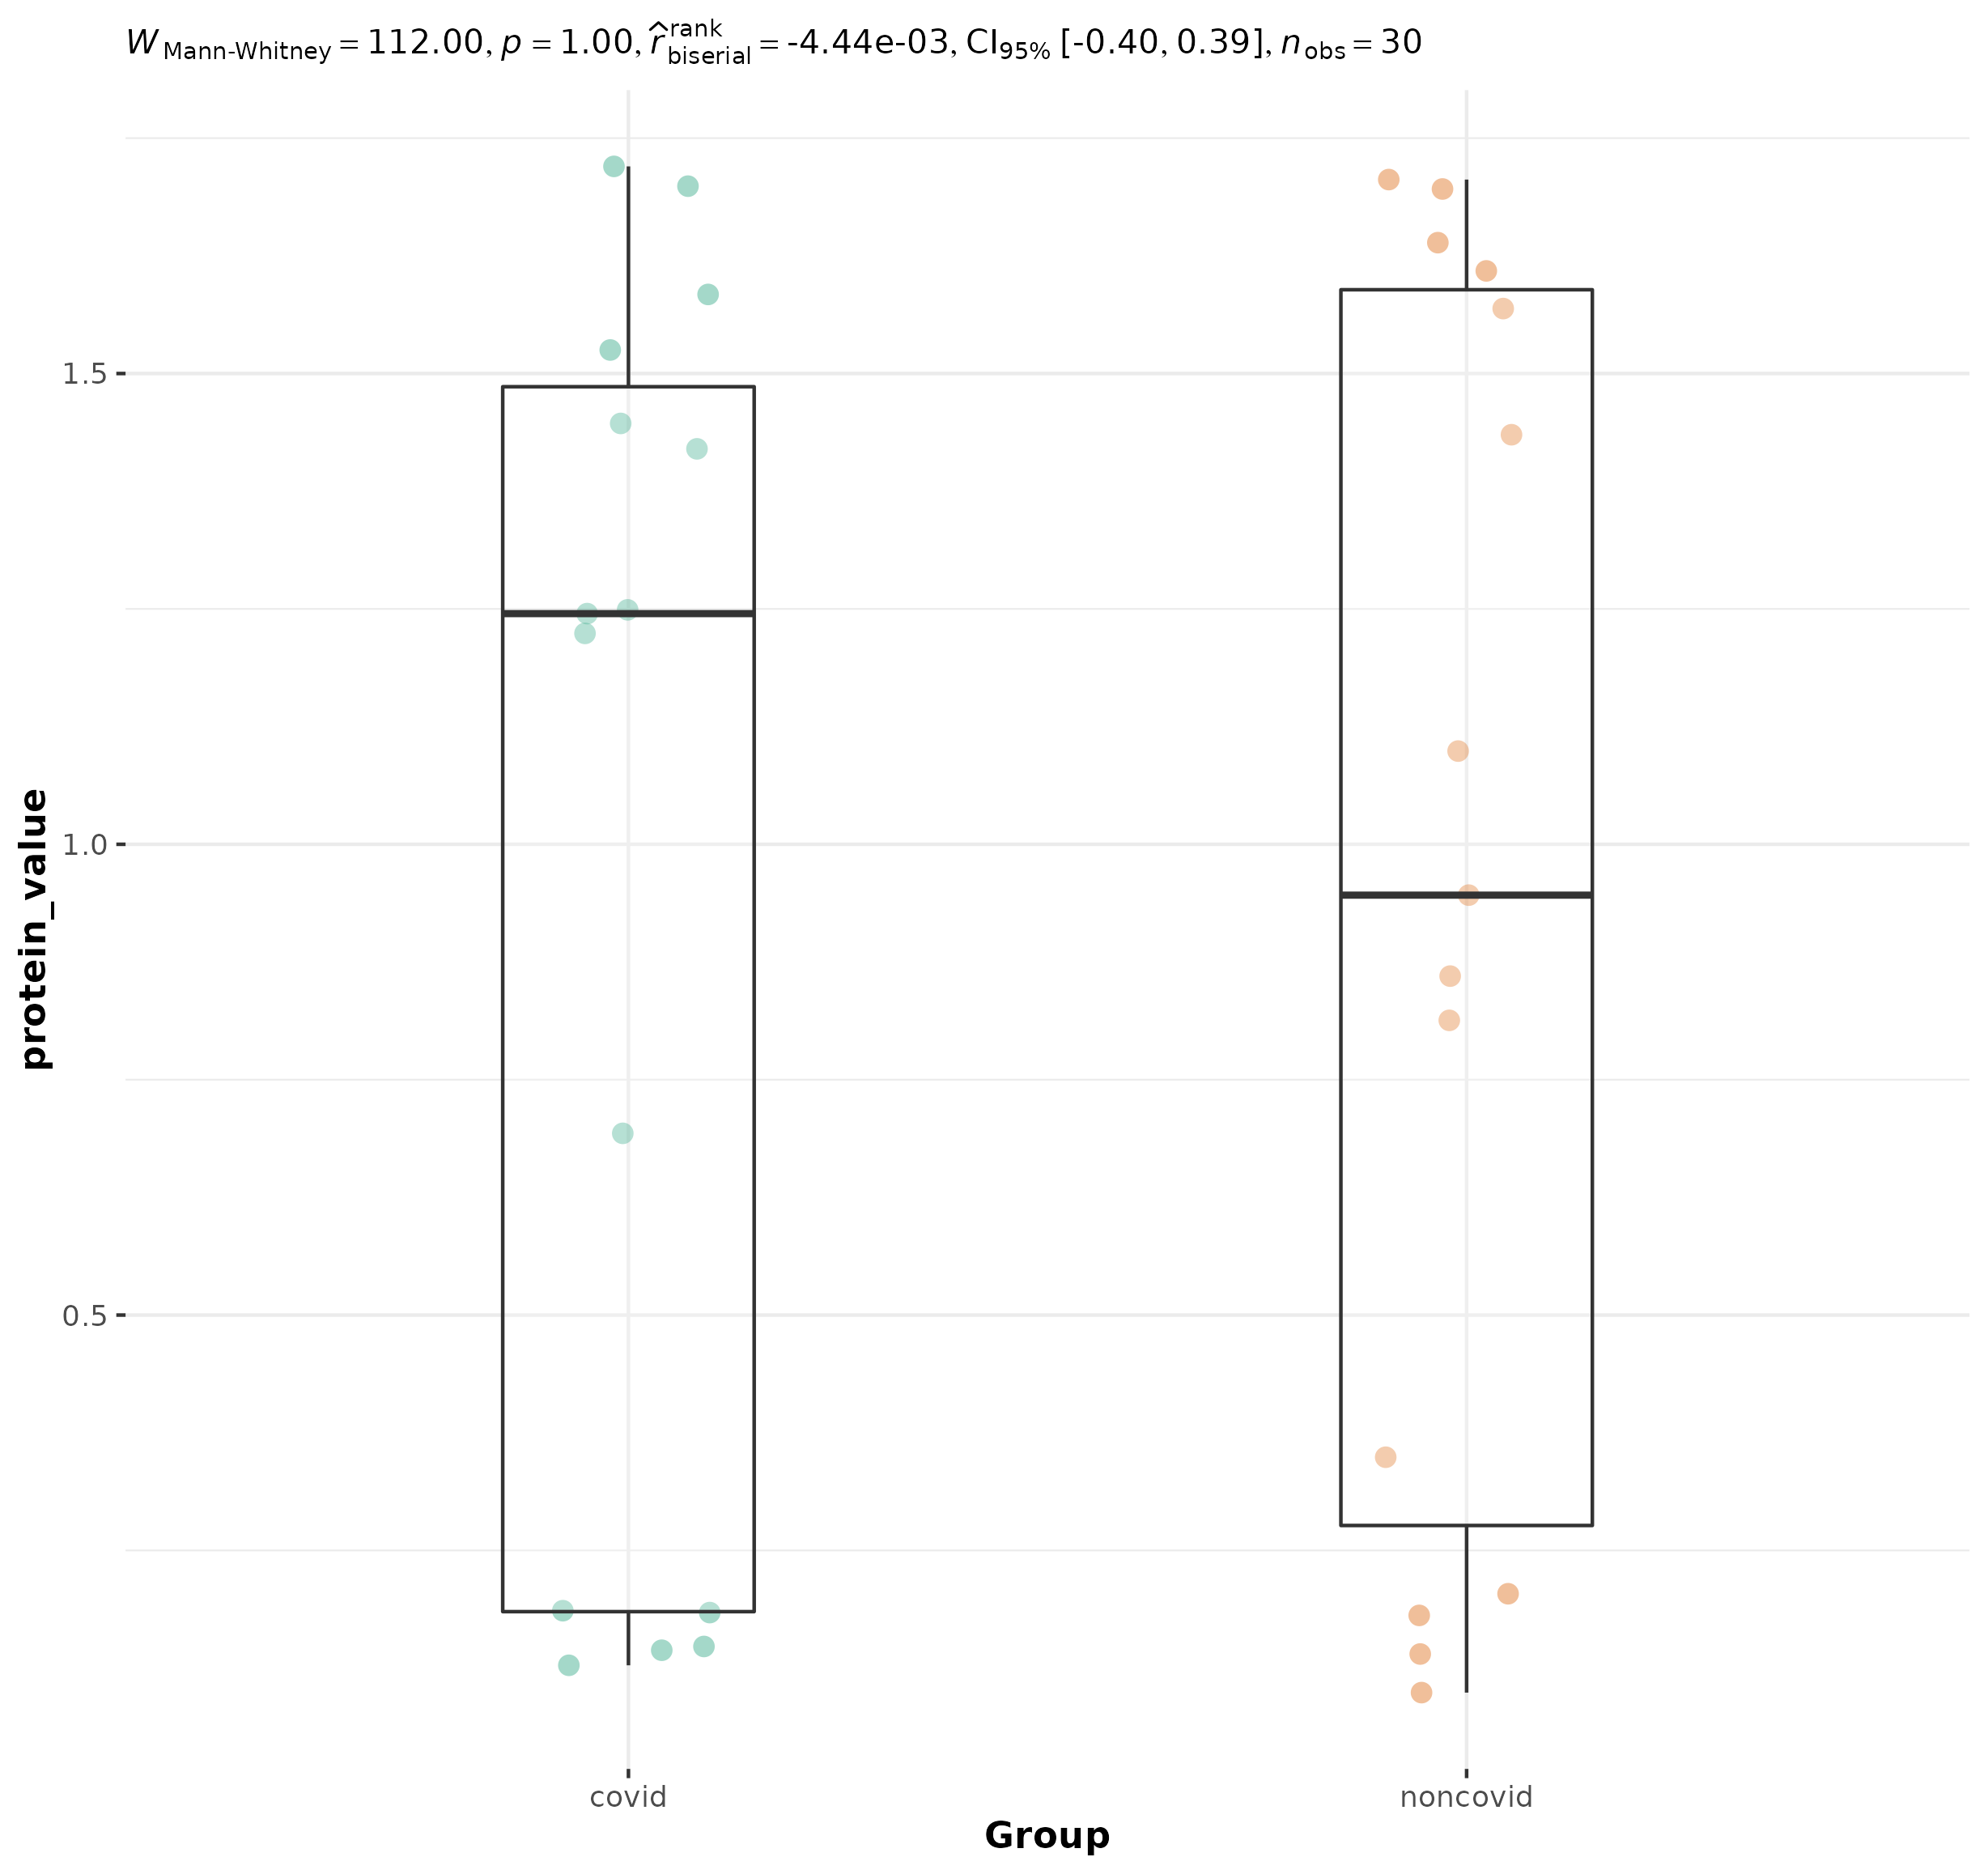 W Mann-Whitney = 112.00, p = 1.00, r̂ rank biserial = -4.44e-03, CI95% [-0.40, 0.39], nobs = 30
protein_value
1.5
1.0
0.5
covid noncovid
Group